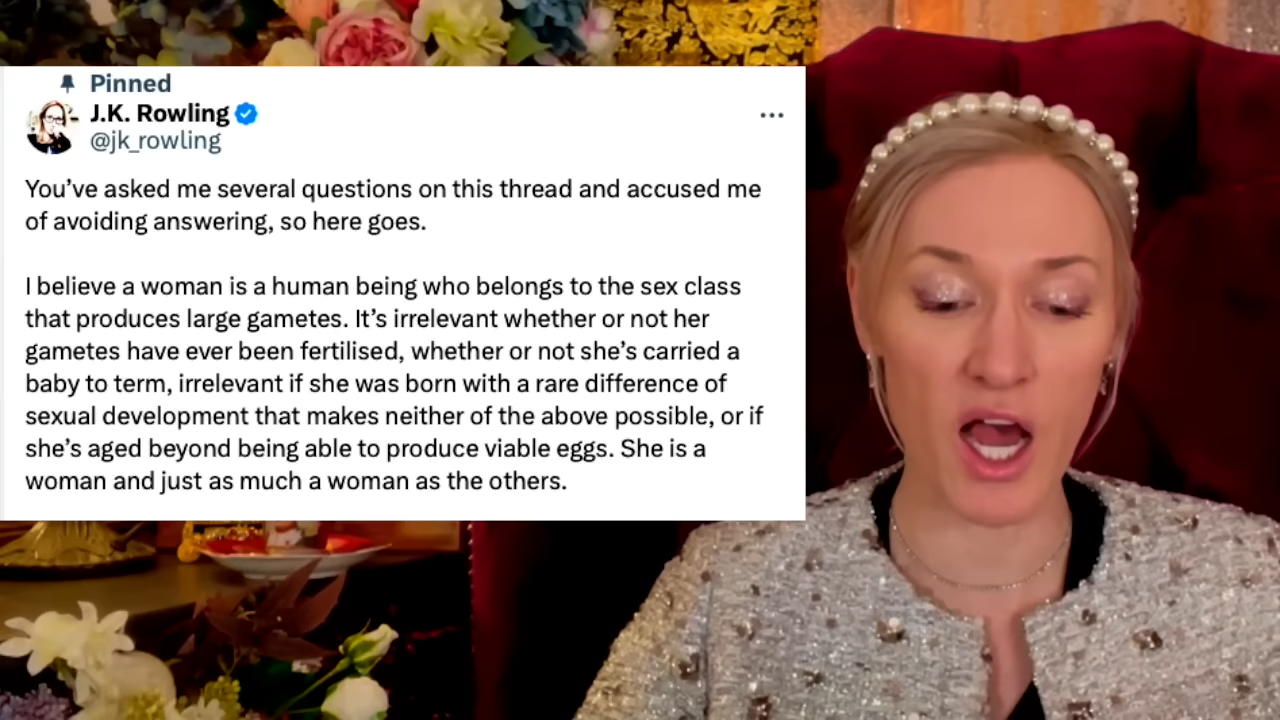 Pinned
J.K. Rowling
@jk_rowling
You’ve asked me several questions on this thread and accused me
of avoiding answering, so here goes.
I believe a woman is a human being who belongs to the sex class
that produces large gametes. It’s irrelevant whether or not her
gametes have ever been fertilised, whether or not she’s carried a
baby to term, irrelevant if she was born with a rare difference of
sexual development that makes neither of the above possible, or if
she’s aged beyond being able to produce viable eggs. She is a
woman and just as much a woman as the others.